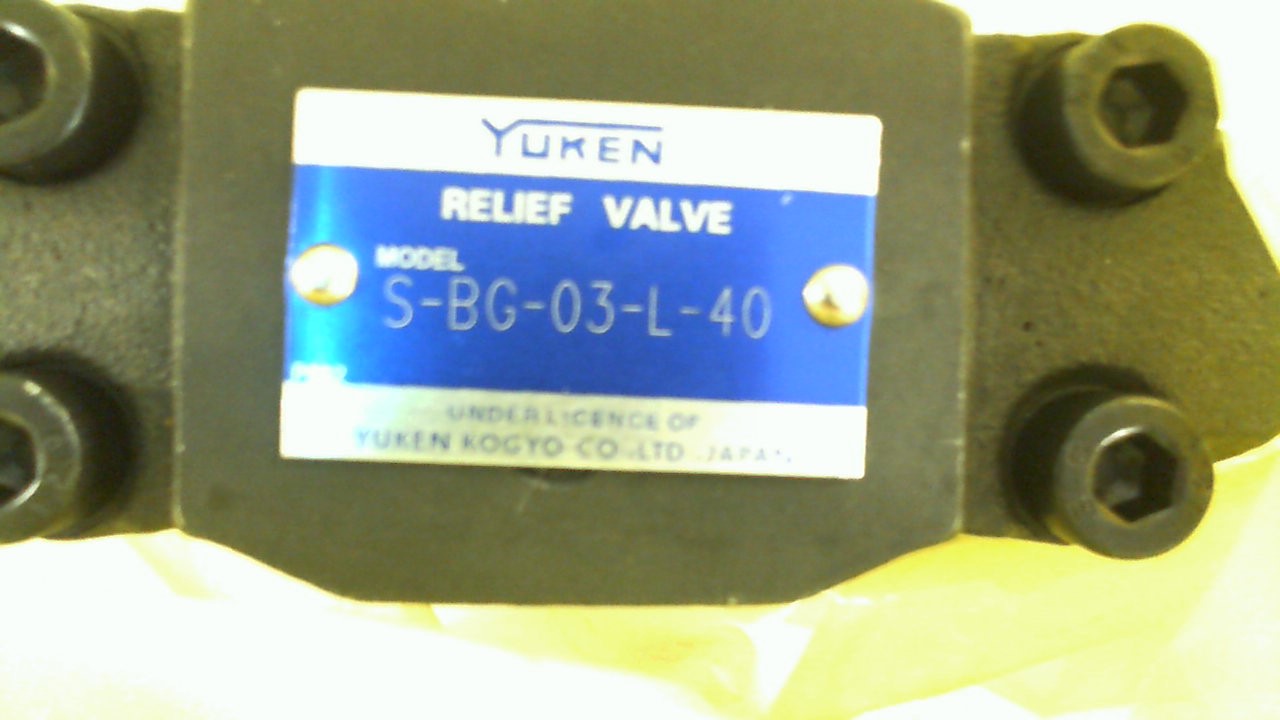 YUKEN
RELIEF VALVE
MODEL
S-BG-03-L-40
UNDER LICENCE OF
YUKEN KOGYO CO.,LTD. JAPAN